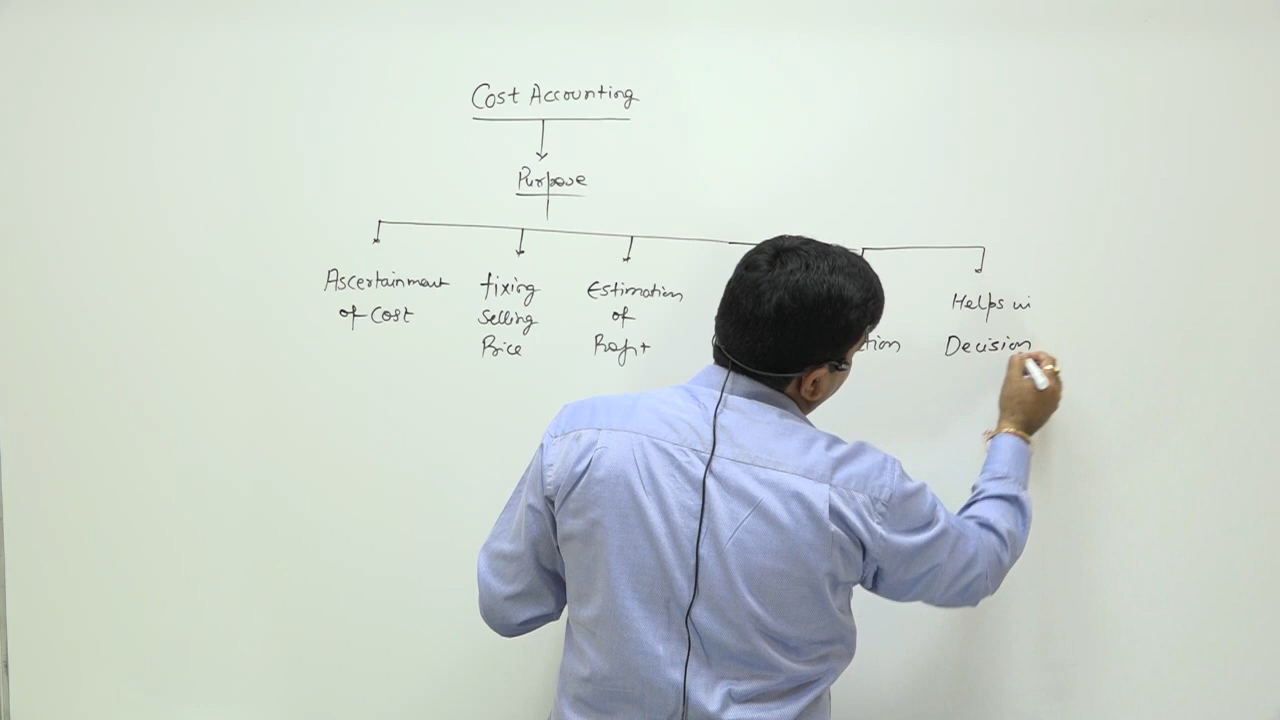 Cost Accounting
Purpose
Ascertainment
of Cost
fixing
Selling
Price
Estimation
of
Profit
Helps in
Decision